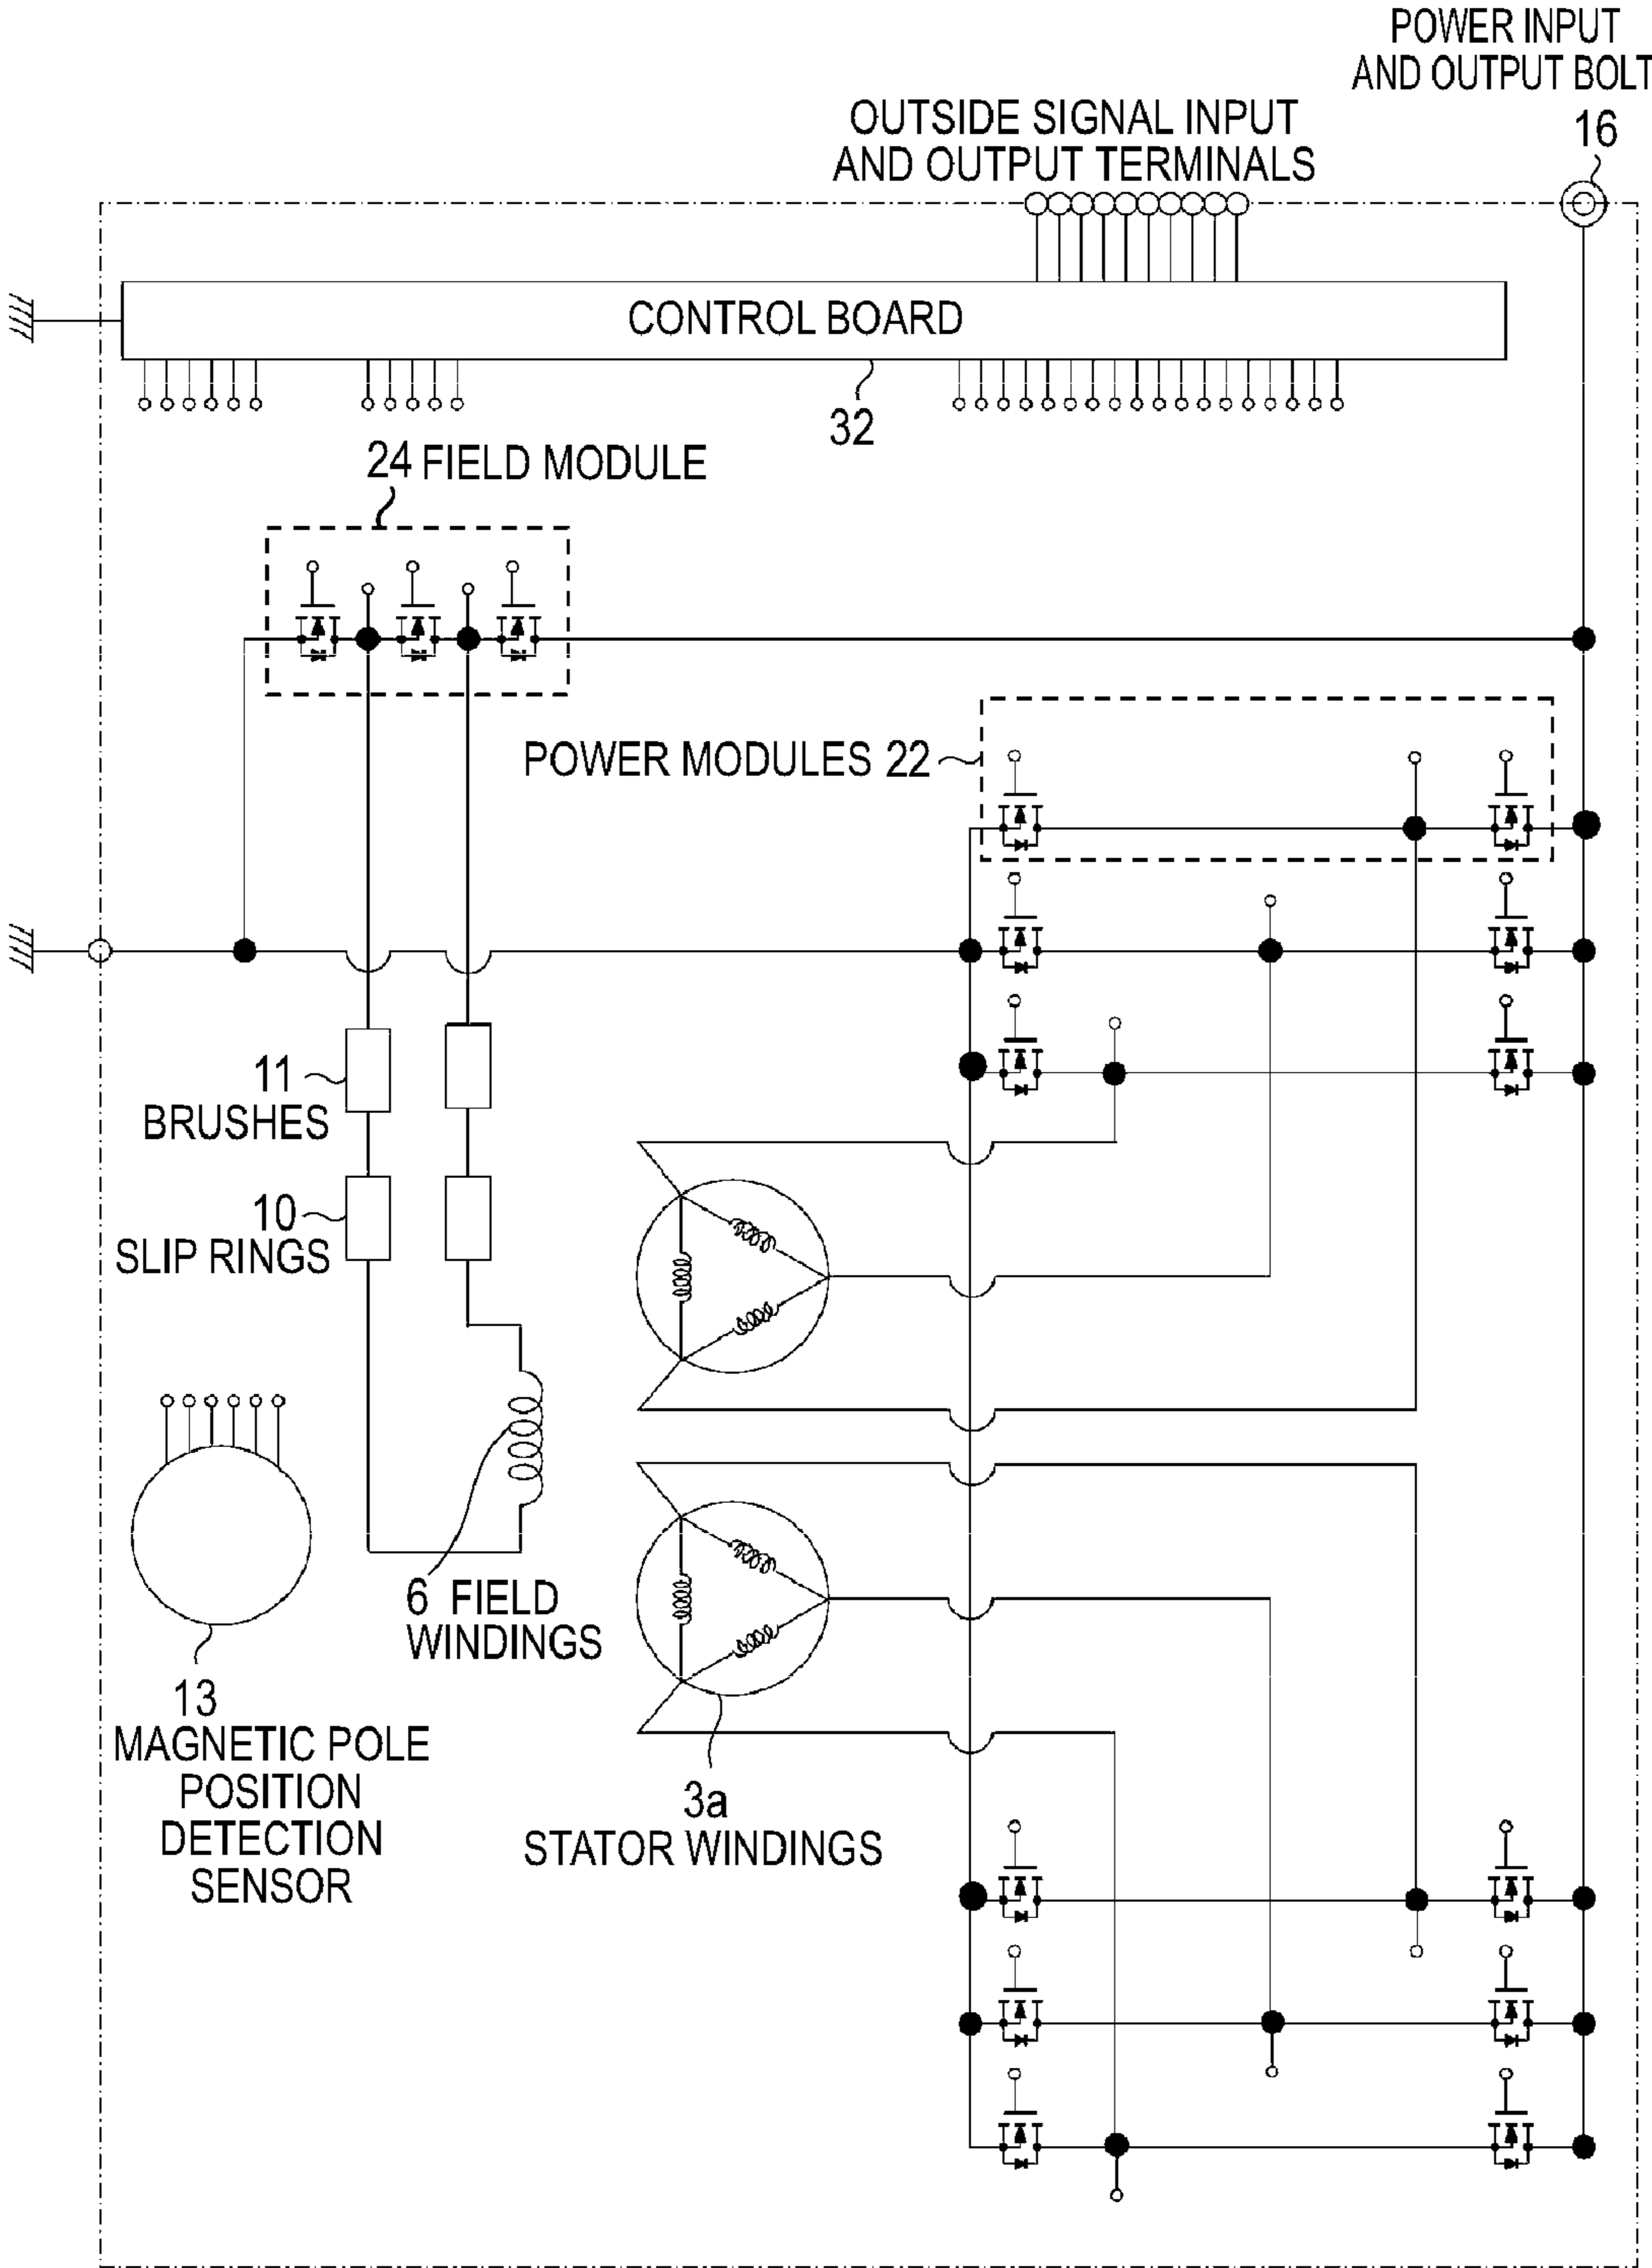 POWER INPUT
AND OUTPUT BOLT
16
OUTSIDE SIGNAL INPUT
AND OUTPUT TERMINALS
CONTROL BOARD
32
24 FIELD MODULE
POWER MODULES 22
11
BRUSHES
10
SLIP RINGS
6 FIELD
WINDINGS
13
MAGNETIC POLE
POSITION
DETECTION
SENSOR
3a
STATOR WINDINGS